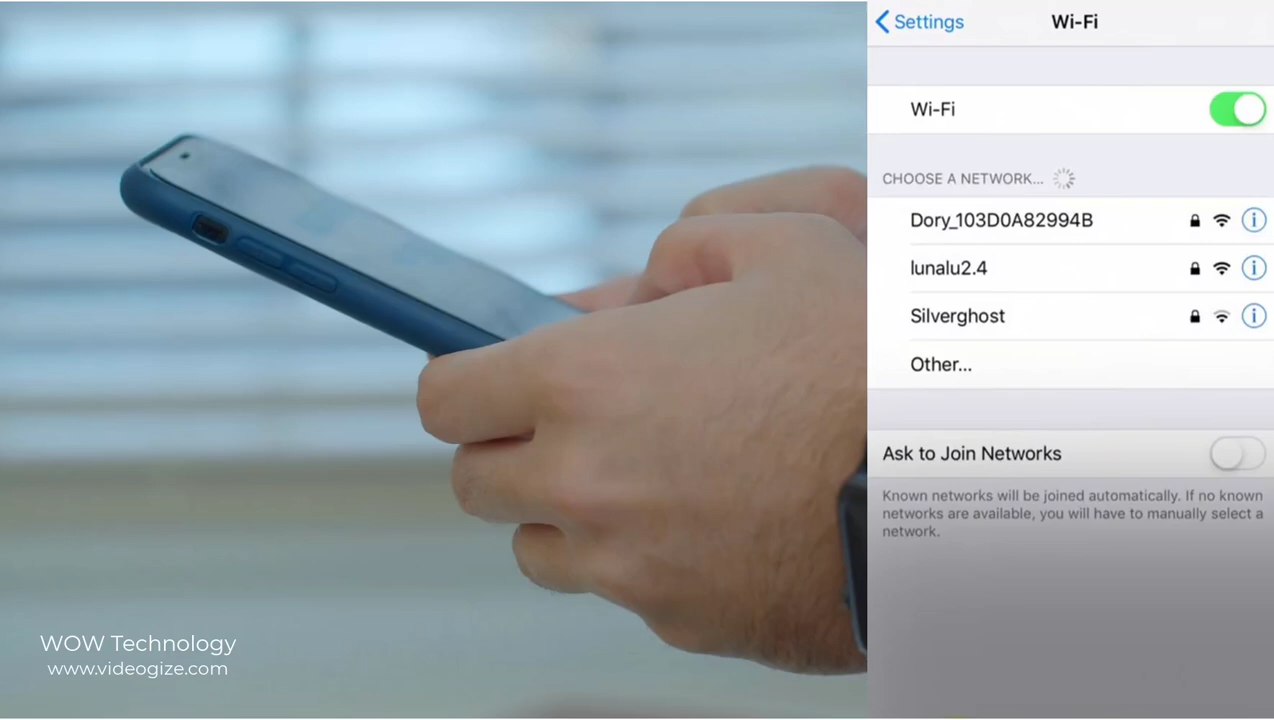 Settings
Wi-Fi
Wi-Fi
CHOOSE A NETWORK...
Dory_103D0A82994B
lunalu2.4
Silverghost
Other...
Ask to Join Networks
Known networks will be joined automatically. If no known
networks are available, you will have to manually select a
network.
WOW Technology
www.videogize.com